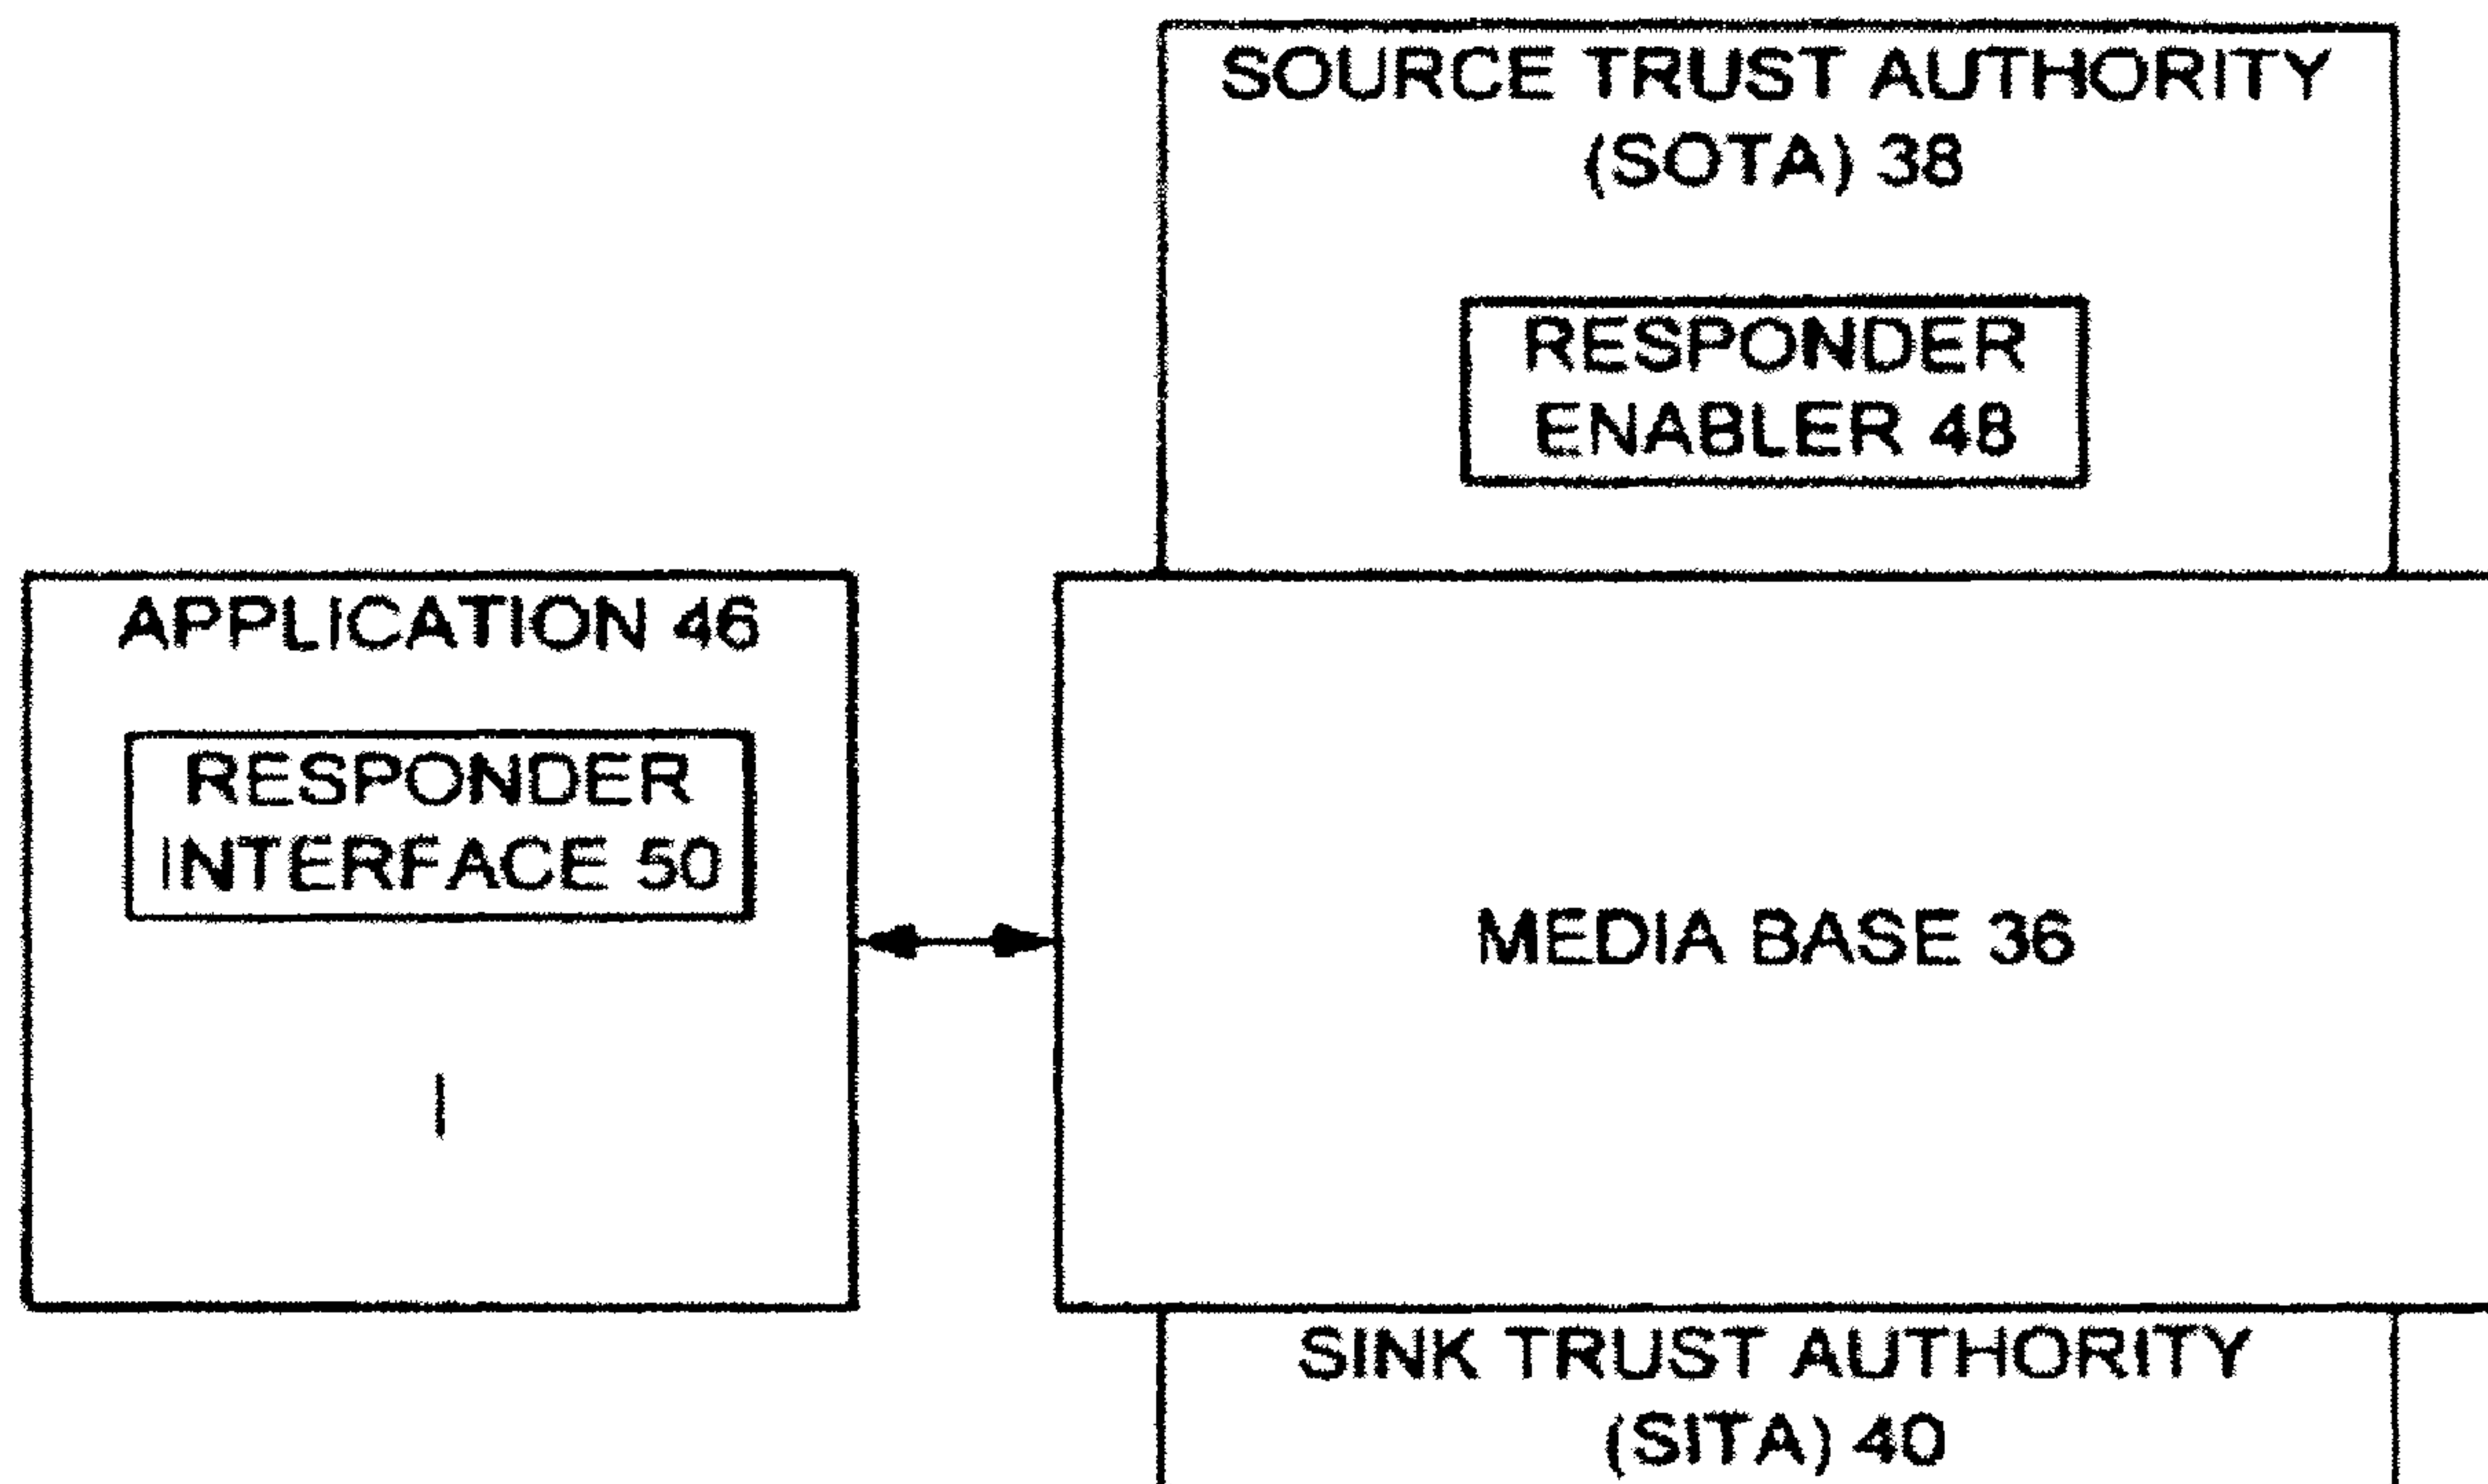 SOURCE TRUST AUTHORITY
(SOTA) 38
RESPONDER
ENABLER 48
APPLICATION 46
RESPONDER
INTERFACE 50
MEDIA BASE 36
SINK TRUST AUTHORITY
(SITA) 40